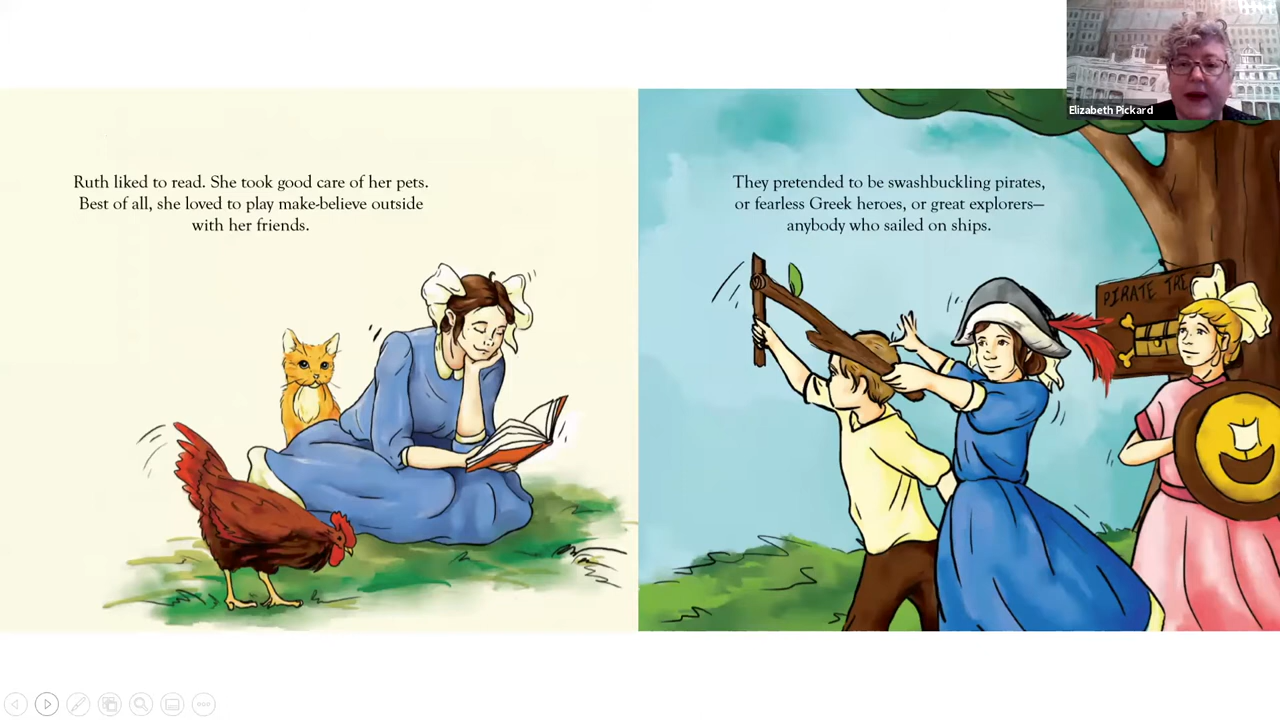 Elizabeth Pickard
Ruth liked to read. She took good care of her pets.
Best of all, she loved to play make-believe outside
with her friends.
They pretended to be swashbuckling pirates,
or fearless Greek heroes, or great explorers—
anybody who sailed on ships.
PIRATE TRE